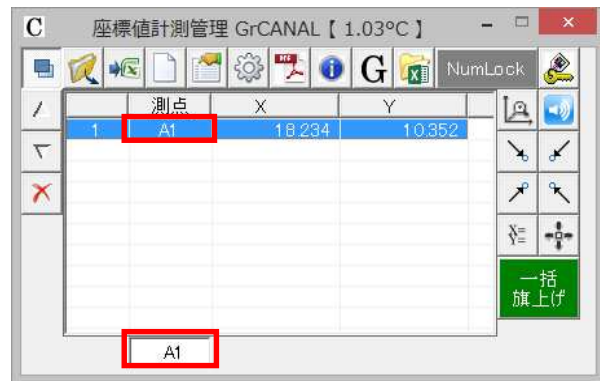 C 座標値計測管理 GrCANAL【 1.03°C 】
G NumLock
測点 X Y
1 A1 18.234 10.352
X=
Y=
一括
旗上げ
A1